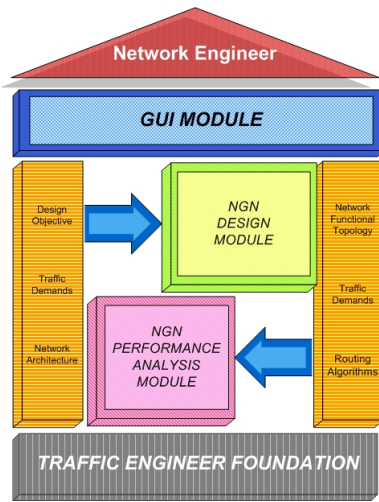 Network Engineer
GUI MODULE
Design
Objective
Traffic
Demands
Network
Architecture
NGN
DESIGN
MODULE
NGN
PERFORMANCE
ANALYSIS
MODULE
Network
Functional
Topology
Traffic
Demands
Routing
Algorithms
TRAFFIC ENGINEER FOUNDATION